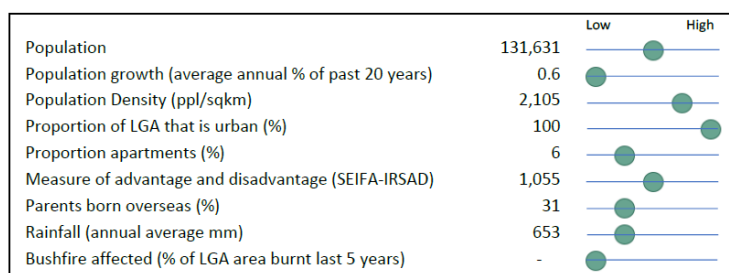 Low High
Population 131,631
Population growth (average annual % of past 20 years) 0.6
Population Density (ppl/sqkm) 2,105
Proportion of LGA that is urban (%) 100
Proportion apartments (%) 6
Measure of advantage and disadvantage (SEIFA-IRSAD) 1,055
Parents born overseas (%) 31
Rainfall (annual average mm) 653
Bushfire affected (% of LGA area burnt last 5 years) -